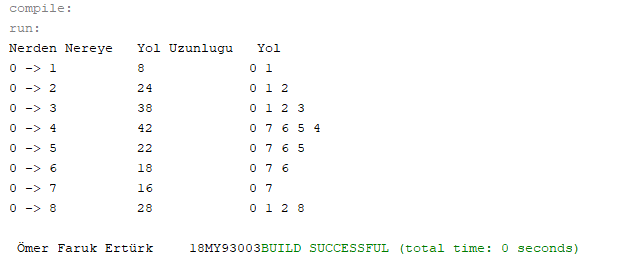 compile:
run:
Nerden Nereye   Yol Uzunlugu   Yol
0 -> 1          8             0 1
0 -> 2          24            0 1 2
0 -> 3          38            0 1 2 3
0 -> 4          42            0 7 6 5 4
0 -> 5          22            0 7 6 5
0 -> 6          18            0 7 6
0 -> 7          16            0 7
0 -> 8          28            0 1 2 8
Ömer Faruk Ertürk    18MY93003BUILD SUCCESSFUL (total time: 0 seconds)